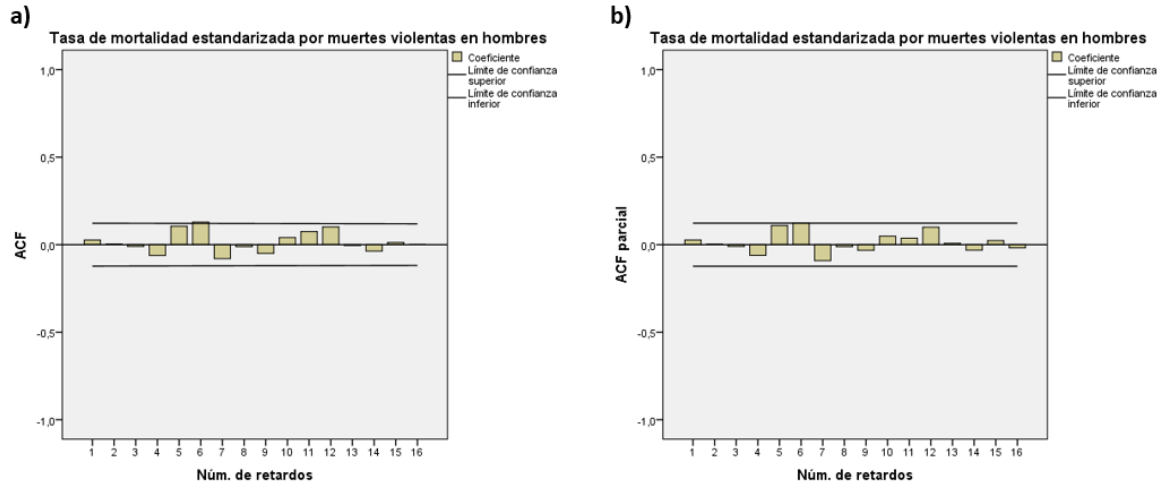 a)
Tasa de mortalidad estandarizada por muertes violentas en hombres
Coeficiente
Límite de confianza
superior
Límite de confianza
inferior
1,0
0,5
0,0
-0,5
-1,0
ACF
1 2 3 4 5 6 7 8 9 10 11 12 13 14 15 16
Núm. de retardos
b)
Tasa de mortalidad estandarizada por muertes violentas en hombres
Coeficiente
Límite de confianza
superior
Límite de confianza
inferior
1,0
0,5
0,0
-0,5
-1,0
ACF parcial
1 2 3 4 5 6 7 8 9 10 11 12 13 14 15 16
Núm. de retardos